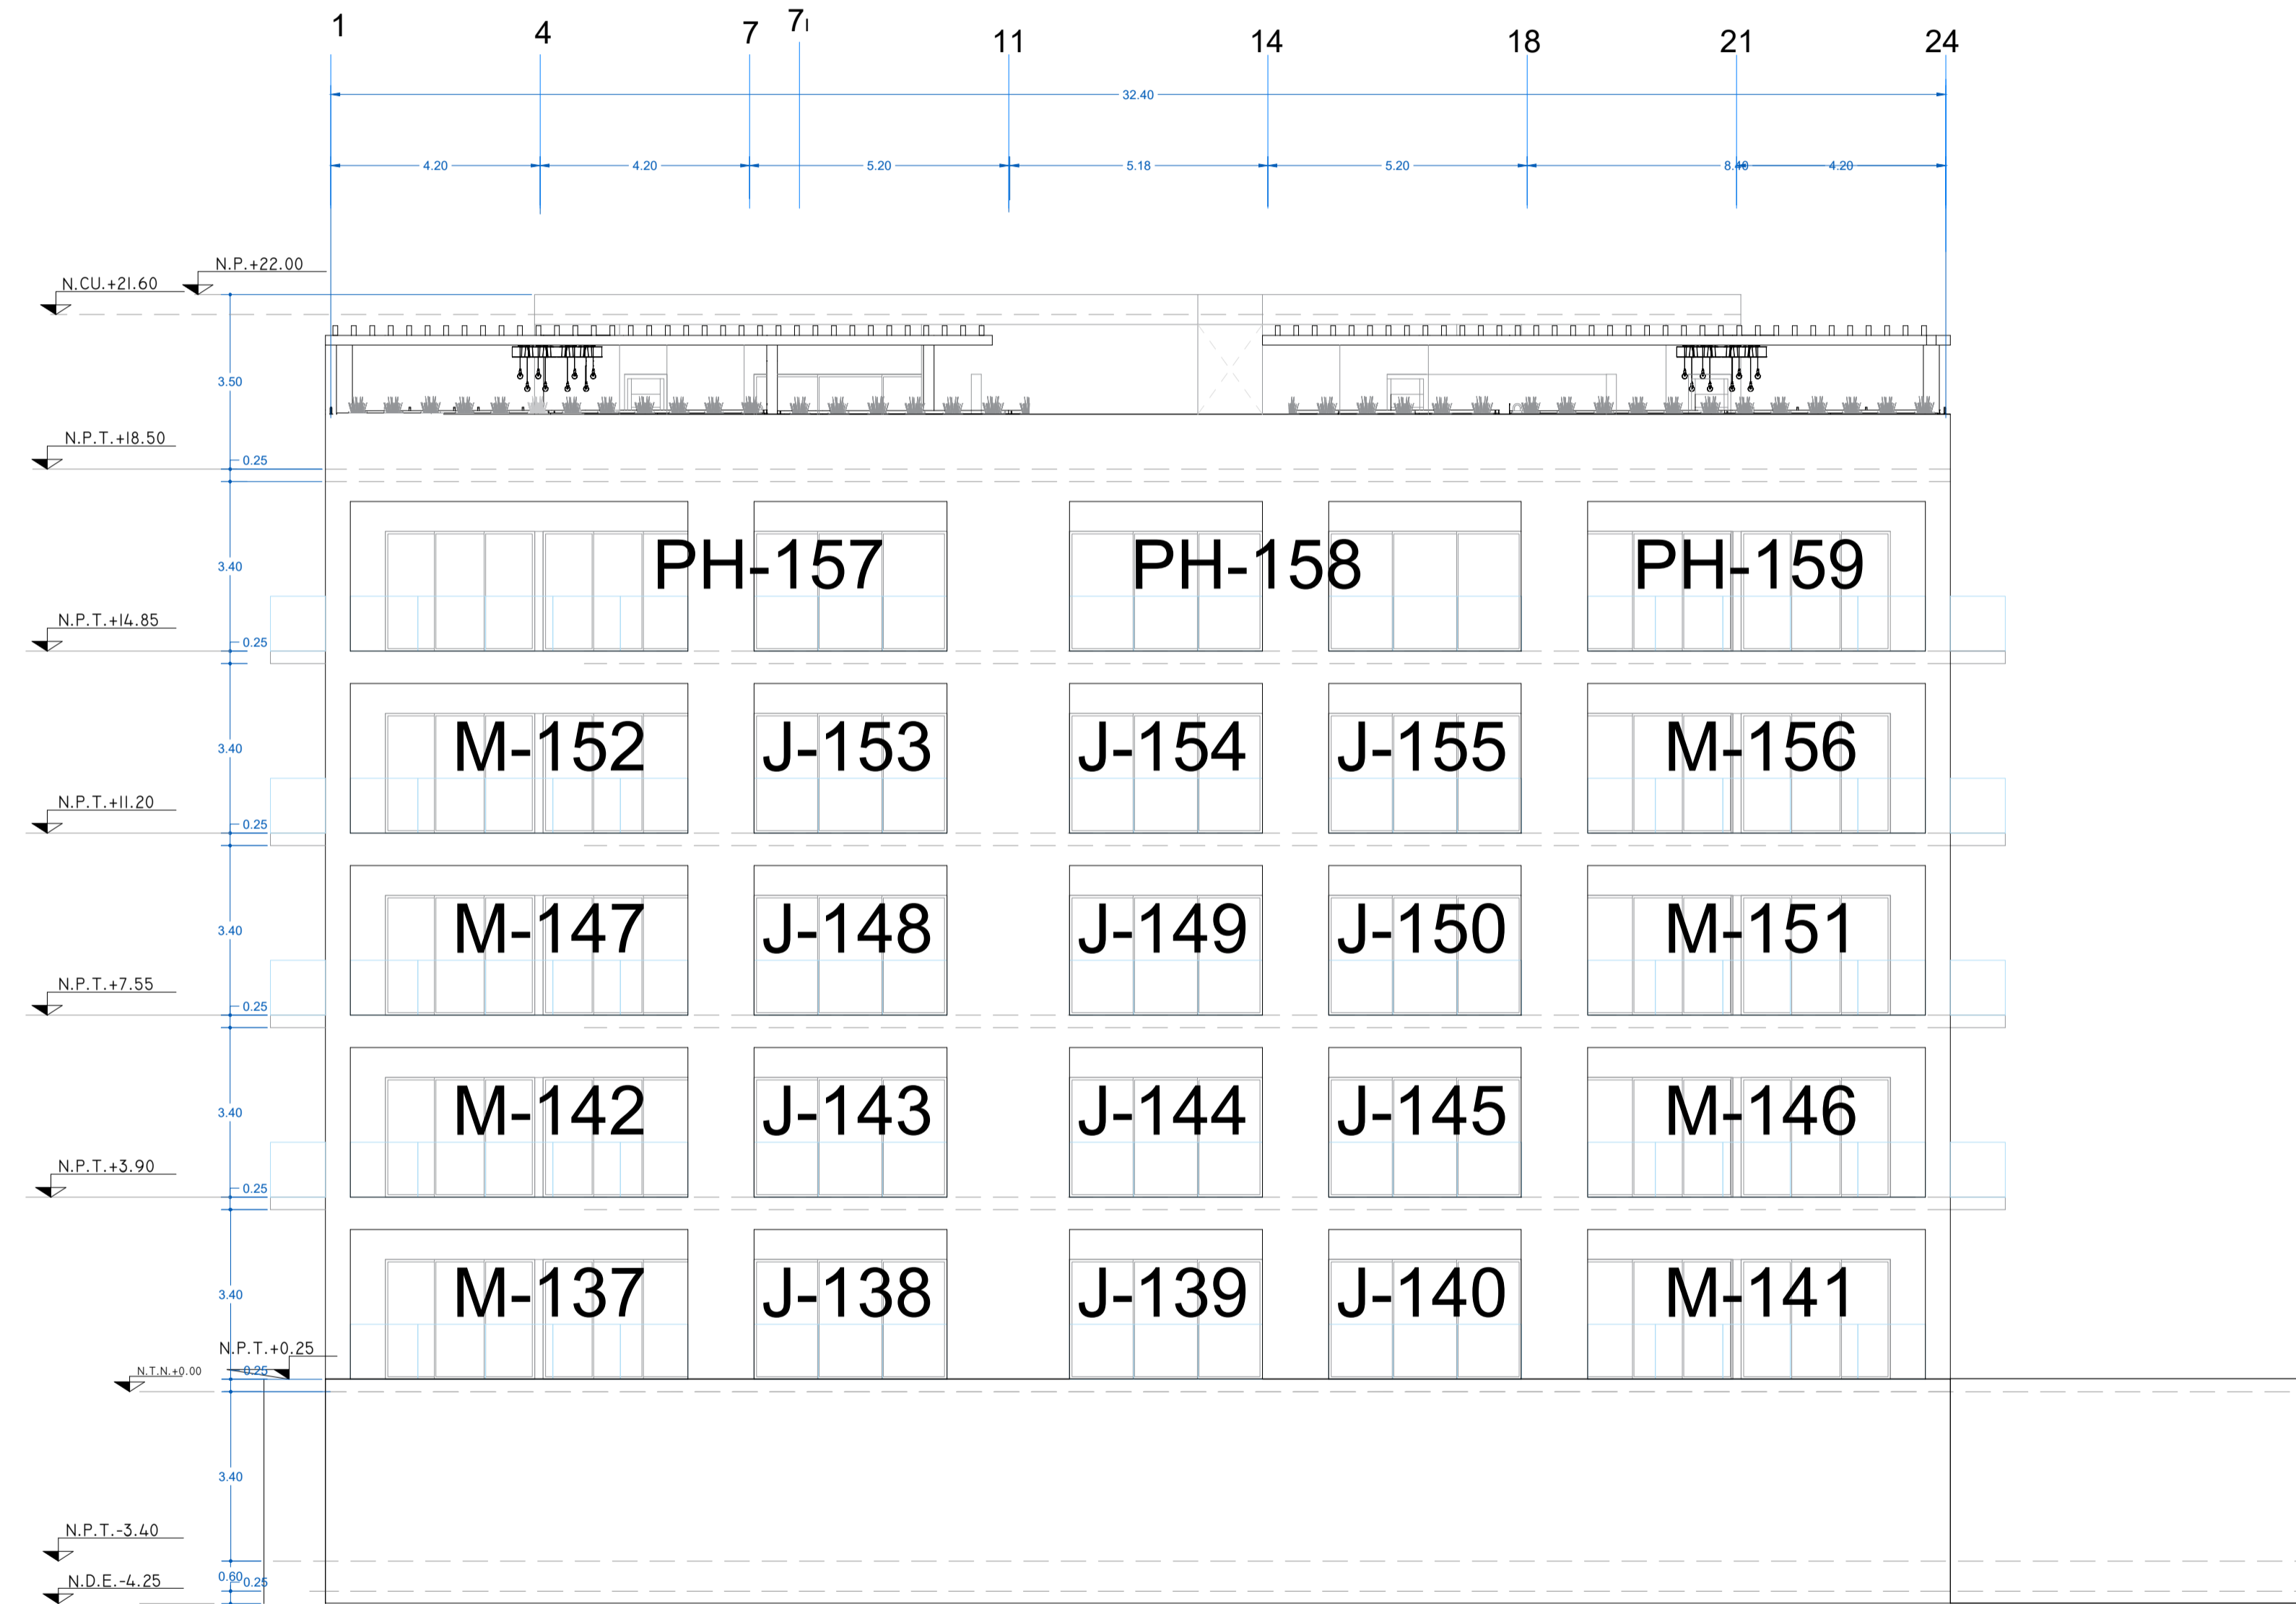 1 4 7 7I 11 14 18 21 24
32.40
4.20 4.20 5.20 5.18 5.20 8.40 4.20
N.P.+22.00
N.CU.+21.60
3.50
N.P.T.+18.50
0.25
PH-157 PH-158 PH-159
3.40
N.P.T.+14.85
0.25
M-152 J-153 J-154 J-155 M-156
3.40
N.P.T.+11.20
0.25
M-147 J-148 J-149 J-150 M-151
3.40
N.P.T.+7.55
0.25
M-142 J-143 J-144 J-145 M-146
3.40
N.P.T.+3.90
0.25
M-137 J-138 J-139 J-140 M-141
3.40
N.P.T.+0.25
N.T.N.+0.00 0.25
3.40
N.P.T.-3.40
0.60 0.25
N.D.E.-4.25